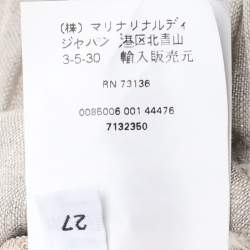 (株) マリナリナルディ
ジャパン 港区北青山
3-5-30 輸入販売元
RN 73136
0085006 001 44476
7132350
27